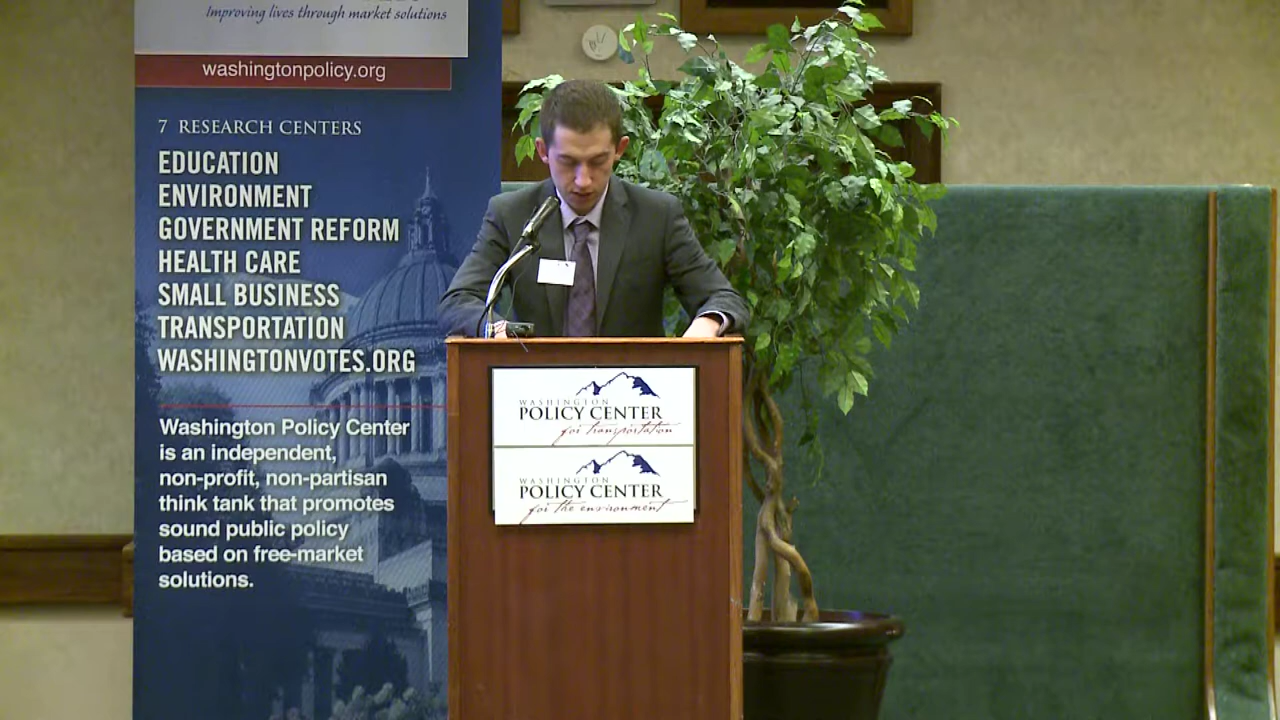 Improving lives through market solutions
washingtonpolicy.org
7 RESEARCH CENTERS
EDUCATION
ENVIRONMENT
GOVERNMENT REFORM
HEALTH CARE
SMALL BUSINESS
TRANSPORTATION
WASHINGTONVOTES.ORG
Washington Policy Center
is an independent,
non-profit, non-partisan
think tank that promotes
sound public policy
based on free-market
solutions.
WASHINGTON
POLICY CENTER
for transportation
WASHINGTON
POLICY CENTER
for the environment